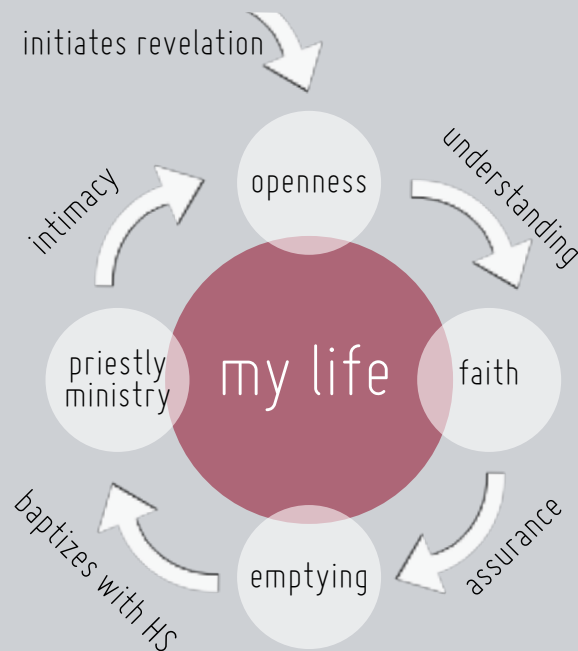 initiates revelation
openness
understanding
intimacy
priestly
ministry
my life
faith
baptizes with HS
emptying
assurance